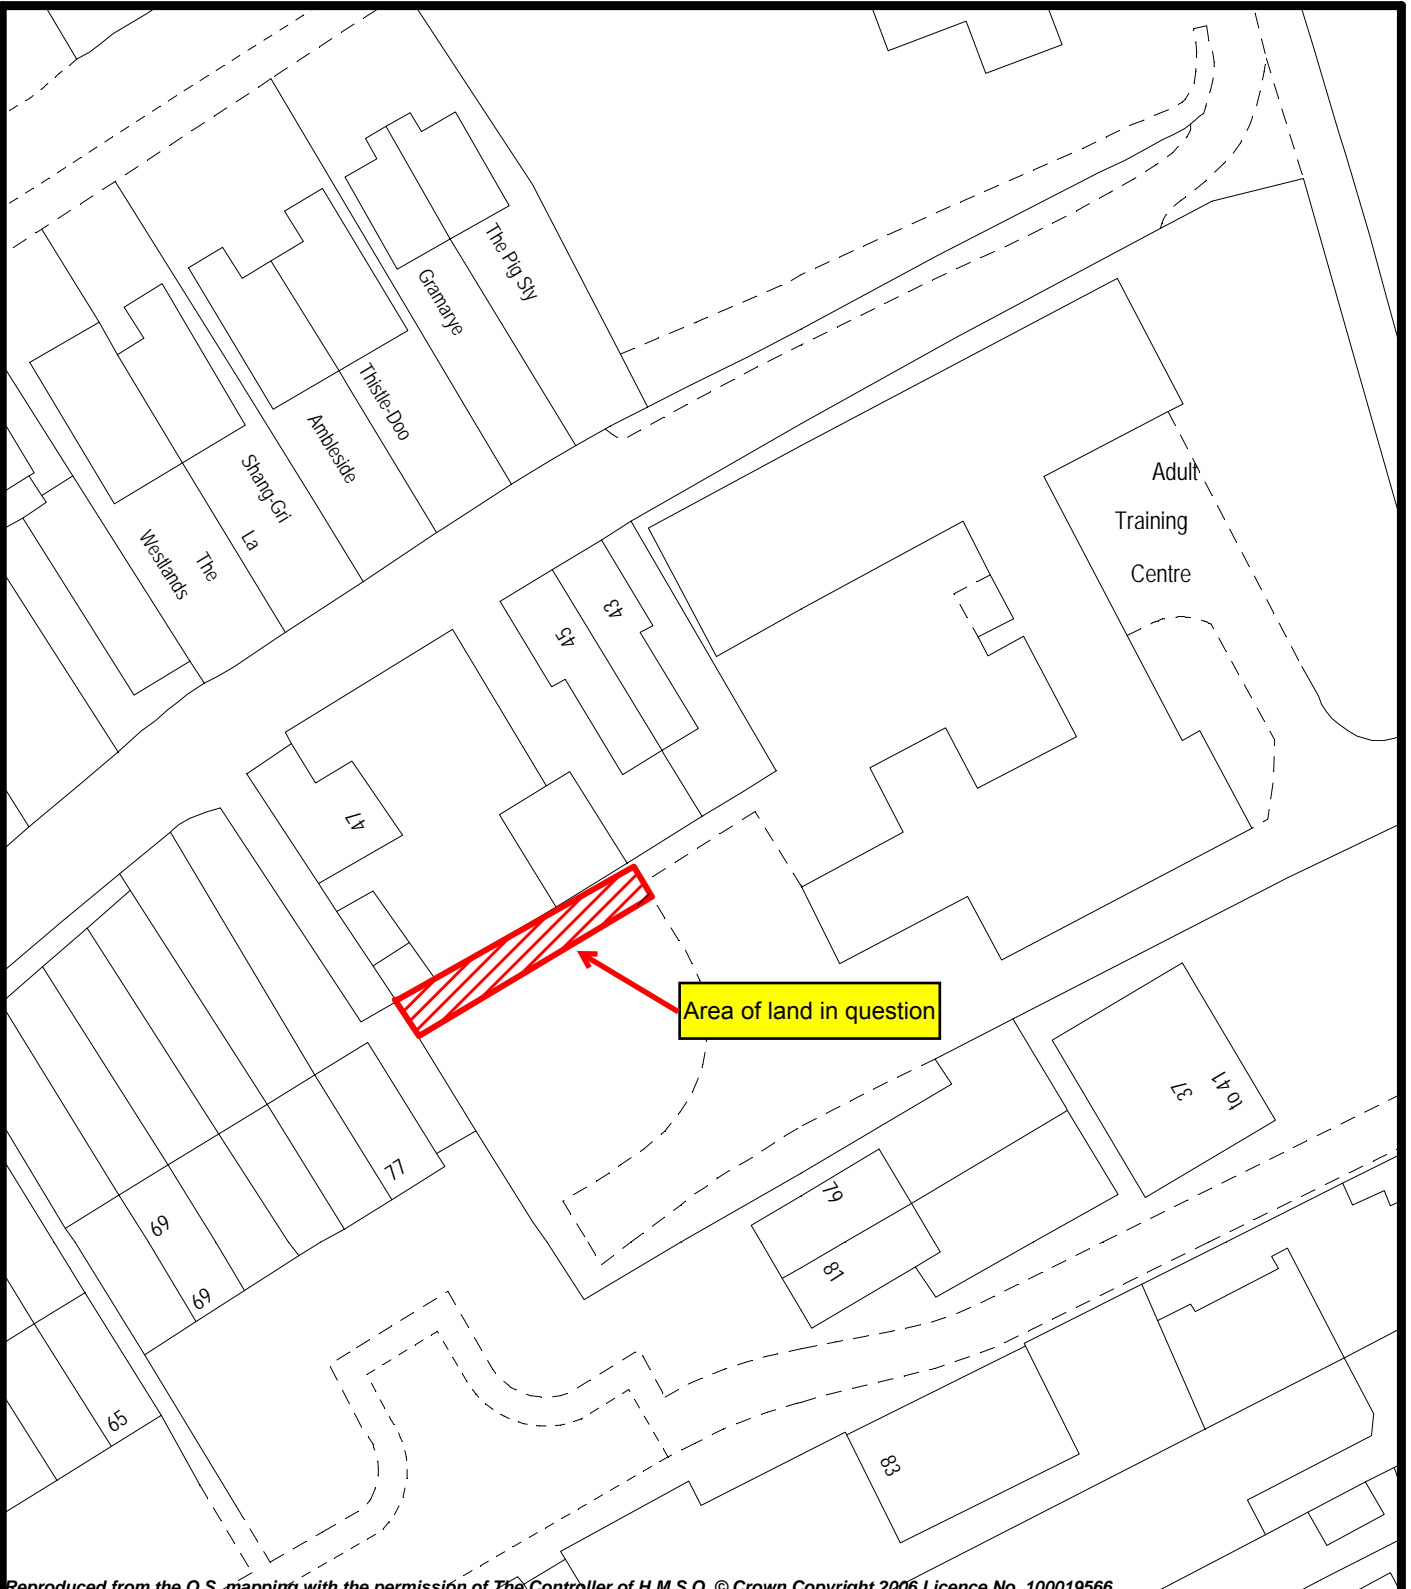 The Pig Sty
Gramarye
Thistle-Doo
Ambleside
Shang-Gri
La
The
Westlands
Adult
Training
Centre
43
45
47
Area of land in question
37
to 41
77
79
69
81
69
65
83
Reproduced from the O.S. mapping with the permission of The Controller of H.M.S.O. © Crown Copyright 2006 Licence No. 100019566